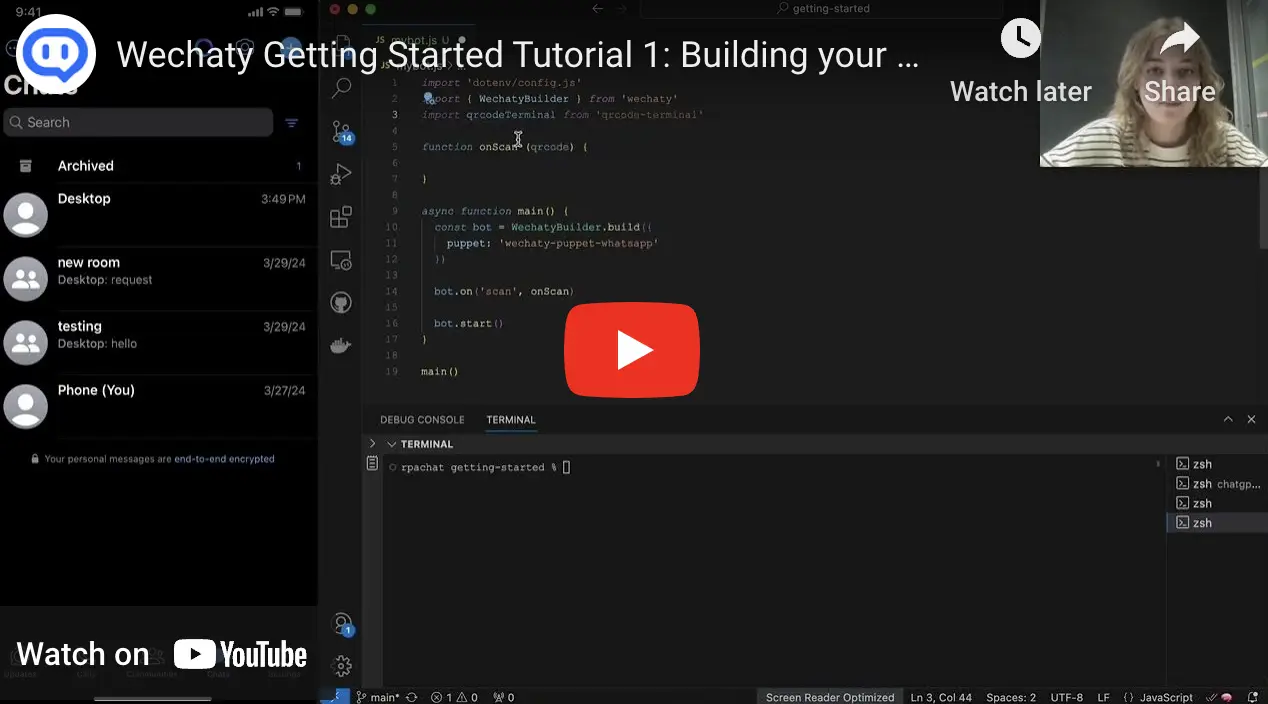 9:41
Wechaty Getting Started Tutorial 1: Building your …
Watch later
Share
Chats
Search
Archived
1
Desktop
3:49 PM
new room
3/29/24
Desktop: request
testing
3/29/24
Desktop: hello
Phone (You)
3/27/24
Your personal messages are end-to-end encrypted
Watch on YouTube
getting-started
14
JS mybot.js U
1 import 'dotenv/config.js'
2 import { WechatyBuilder } from 'wechaty'
3 import qrcodeTerminal from 'qrcode-terminal'
4
5 function onScan (qrcode) {
6
7 }
8
9 async function main() {
10 const bot = WechatyBuilder.build({
11 puppet: 'wechaty-puppet-whatsapp'
12 })
13
14 bot.on('scan', onScan)
15
16 bot.start()
17 }
18
19 main()
DEBUG CONSOLE
TERMINAL
TERMINAL
rpachat getting-started %
zsh
zsh chatgp...
zsh
zsh
1
main*
1
0
0
Screen Reader Optimized
Ln 3, Col 44
Spaces: 2
UTF-8
LF
{ } JavaScript